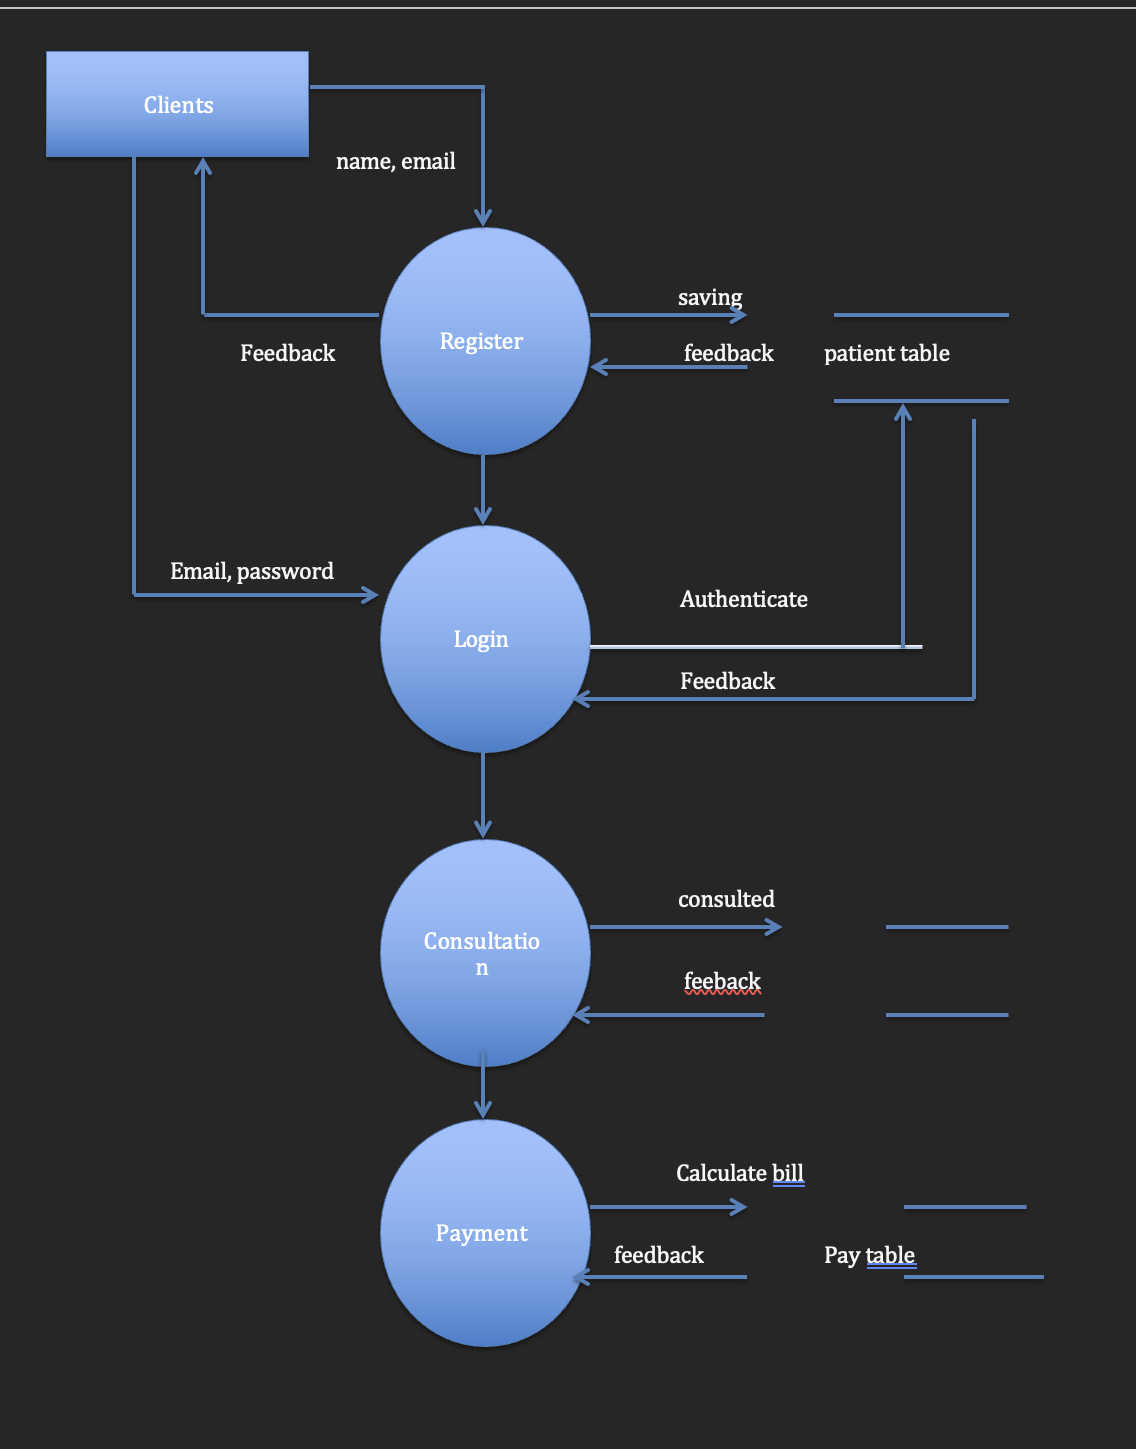 Clients
name, email
saving
Register
Feedback
feedback
patient table
Email, password
Authenticate
Login
Feedback
consulted
Consultatio
n
feeback
Calculate bill
Payment
feedback
Pay table